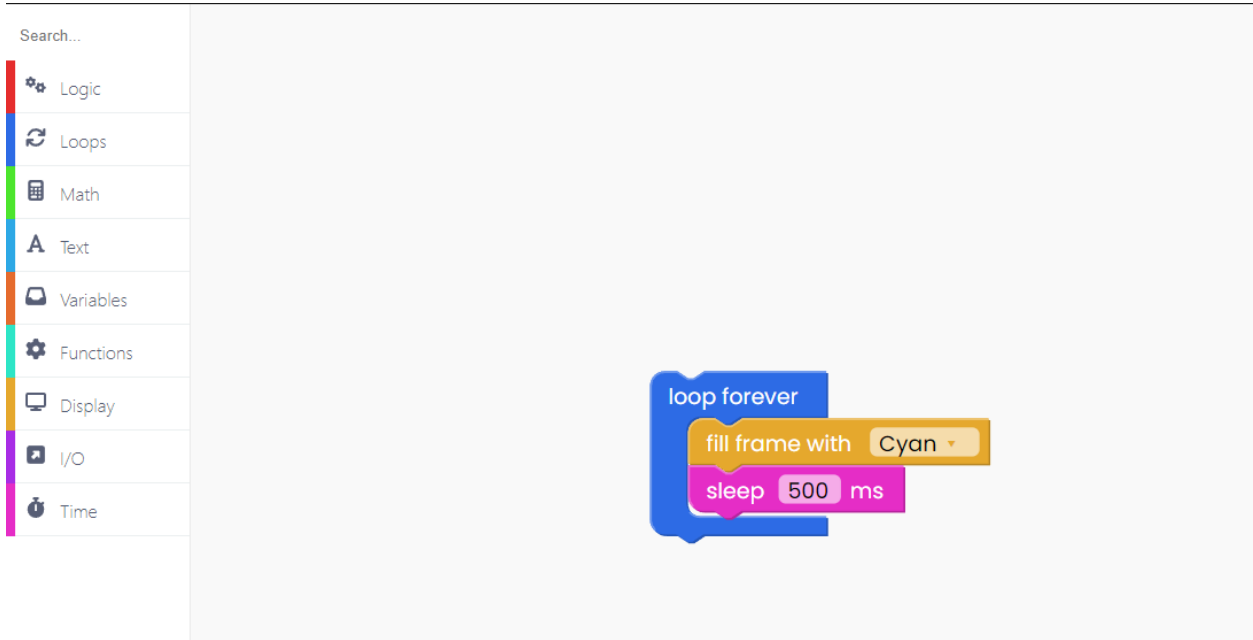 Search...
Logic
Loops
Math
Text
Variables
Functions
Display
I/O
Time
loop forever
fill frame with Cyan
sleep 500 ms